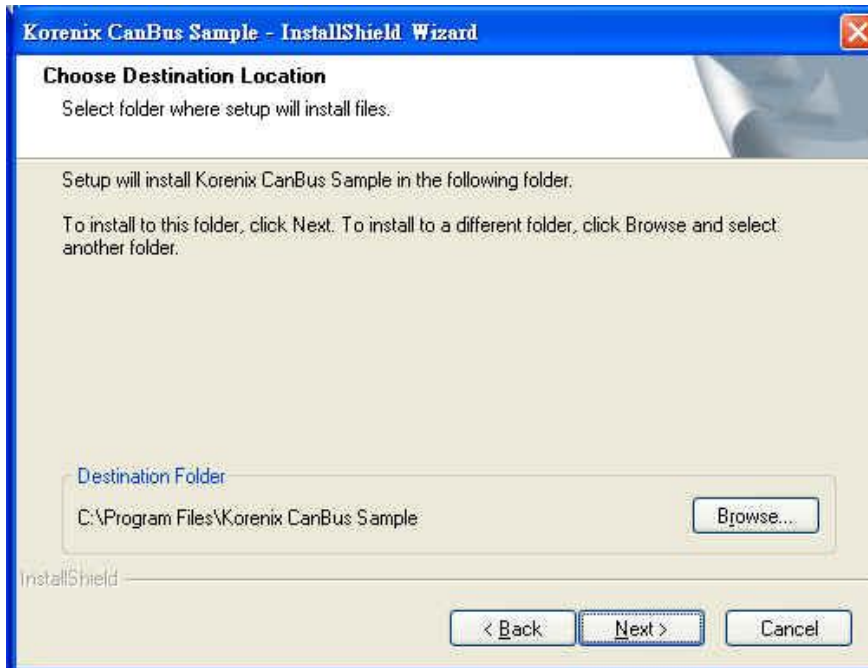 Korenix CanBus Sample - InstallShield Wizard
Choose Destination Location
Select folder where setup will install files.
Setup will install Korenix CanBus Sample in the following folder.
To install to this folder, click Next. To install to a different folder, click Browse and select
another folder.
Destination Folder
C:\Program Files\Korenix CanBus Sample
Browse...
InstallShield
< Back
Next >
Cancel